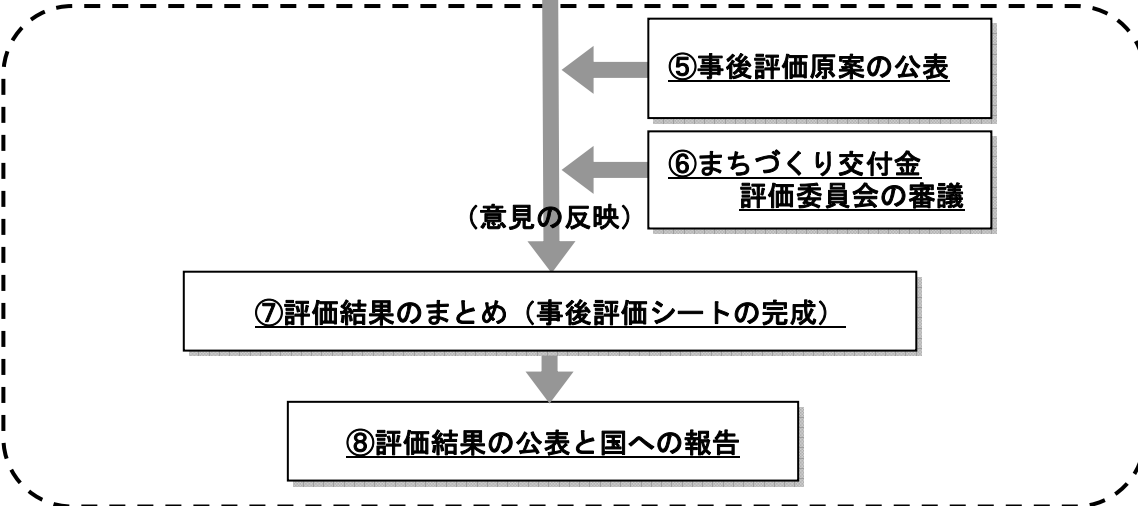 ⑤事後評価原案の公表
⑥まちづくり交付金
評価委員会の審議
（意見の反映）
⑦評価結果のまとめ（事後評価シートの完成）
⑧評価結果の公表と国への報告